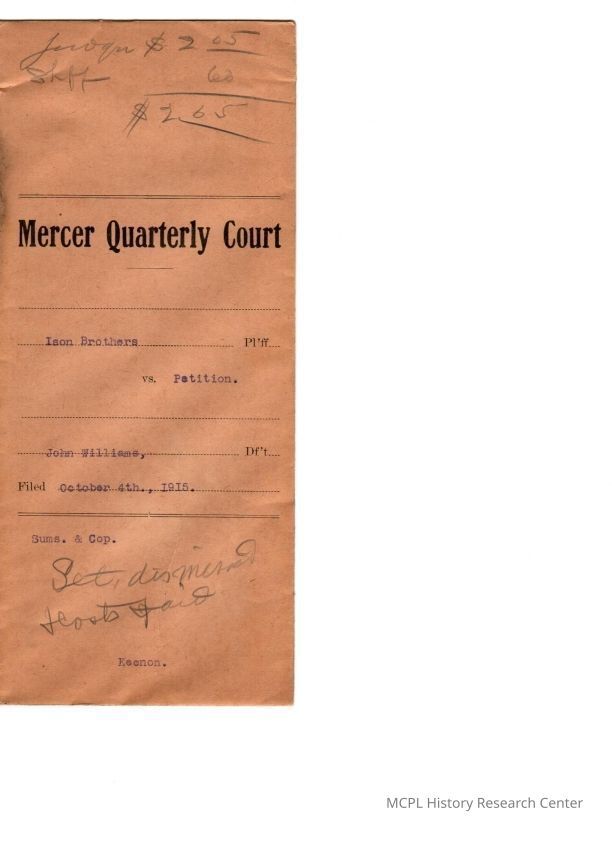 Judge $ 2 05
Shff 60
$ 2.65
Mercer Quarterly Court
Ison Brothers Pl'ff.
vs. Petition.
John Williams, Df't.
Filed October 4th., 1915.
Sums. & Cop.
Set, dismissed
& Costs paid
Keenon.
MCPL History Research Center